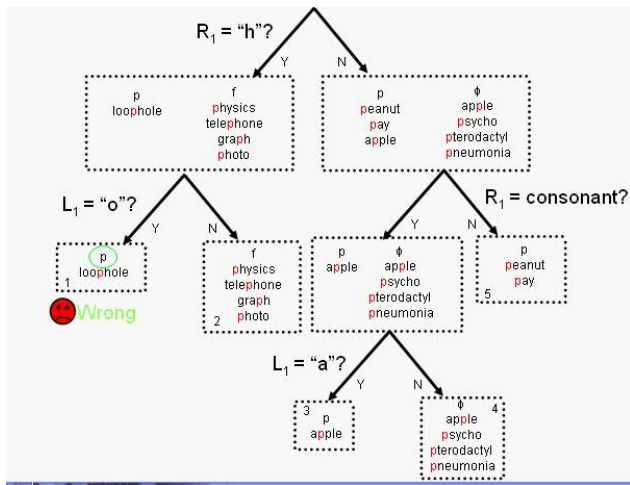 R1 = “h”?
Y
N
p
loophole
f
physics
telephone
graph
photo
p
peanut
pay
apple
ϕ
apple
psycho
pterodactyl
pneumonia
L1 = “o”?
Y
N
R1 = consonant?
Y
N
p
loophole
1
Wrong
f
physics
telephone
graph
photo
2
p
apple
ϕ
apple
psycho
pterodactyl
pneumonia
p
peanut
pay
5
L1 = “a”?
Y
N
3
p
apple
ϕ
4
apple
psycho
pterodactyl
pneumonia